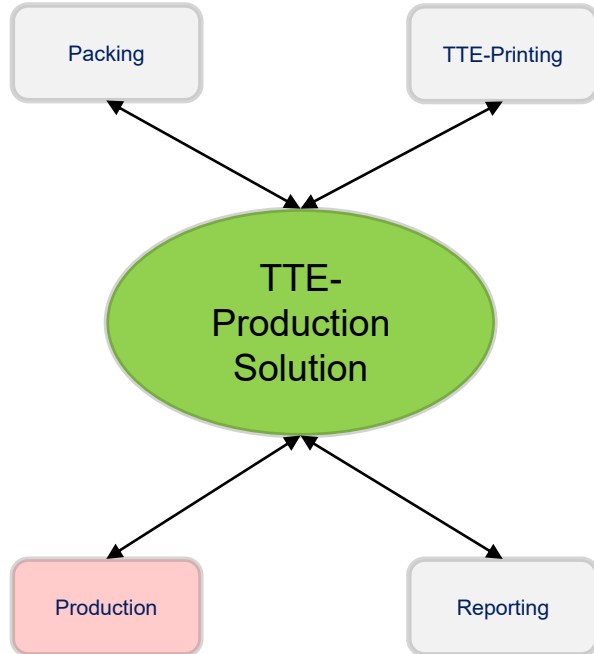 Packing
TTE-Printing
TTE-
Production
Solution
Production
Reporting